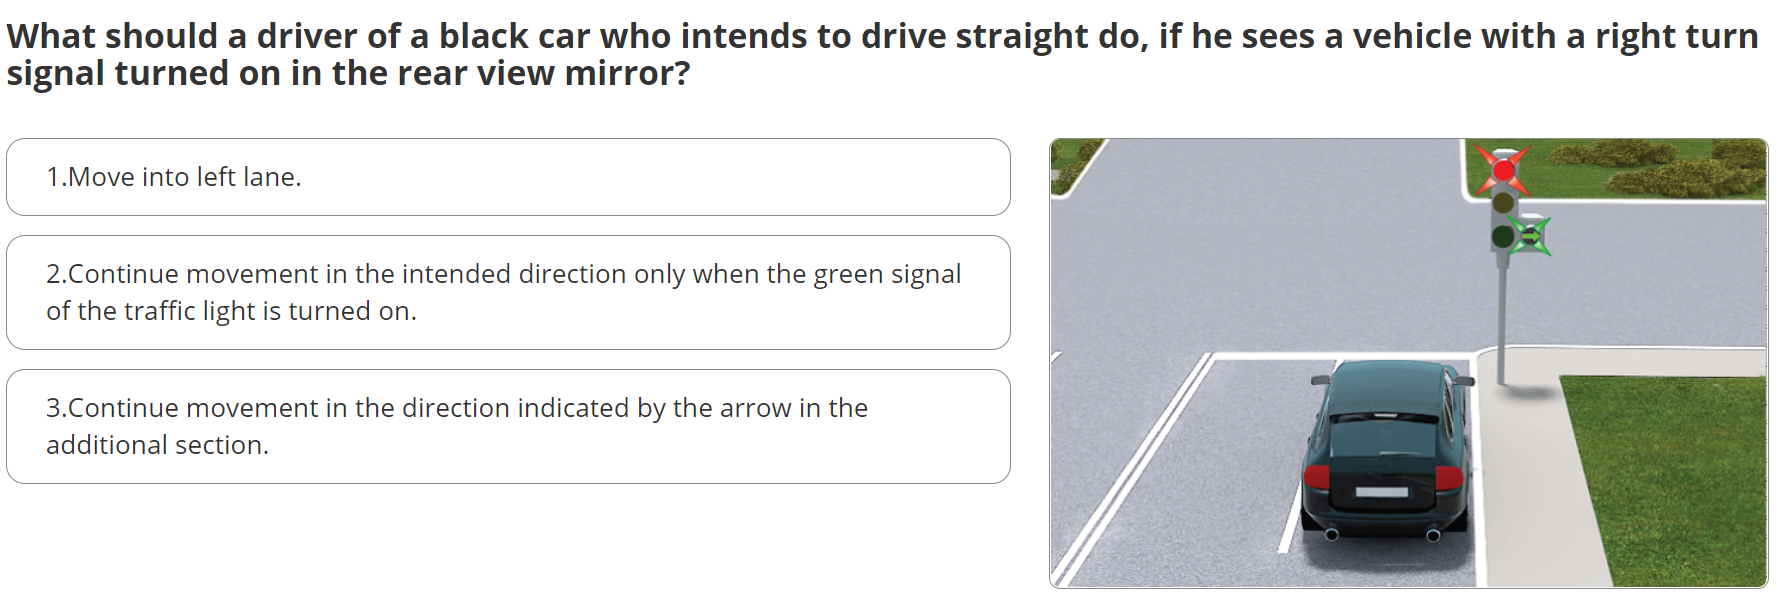 What should a driver of a black car who intends to drive straight do, if he sees a vehicle with a right turn
signal turned on in the rear view mirror?
1.Move into left lane.
2.Continue movement in the intended direction only when the green signal
of the traffic light is turned on.
3.Continue movement in the direction indicated by the arrow in the
additional section.